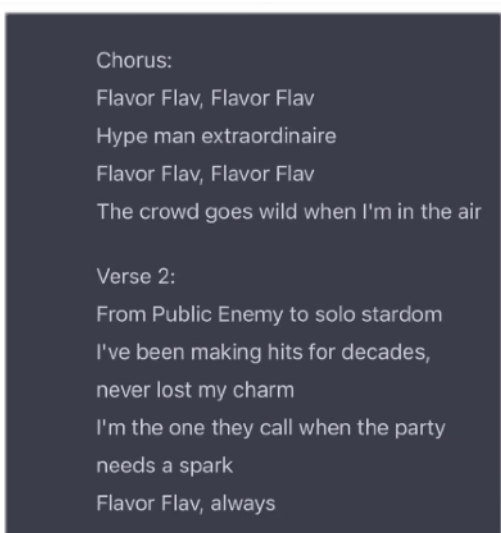 Chorus:
Flavor Flav, Flavor Flav
Hype man extraordinaire
Flavor Flav, Flavor Flav
The crowd goes wild when I'm in the air
Verse 2:
From Public Enemy to solo stardom
I've been making hits for decades,
never lost my charm
I'm the one they call when the party
needs a spark
Flavor Flav, always